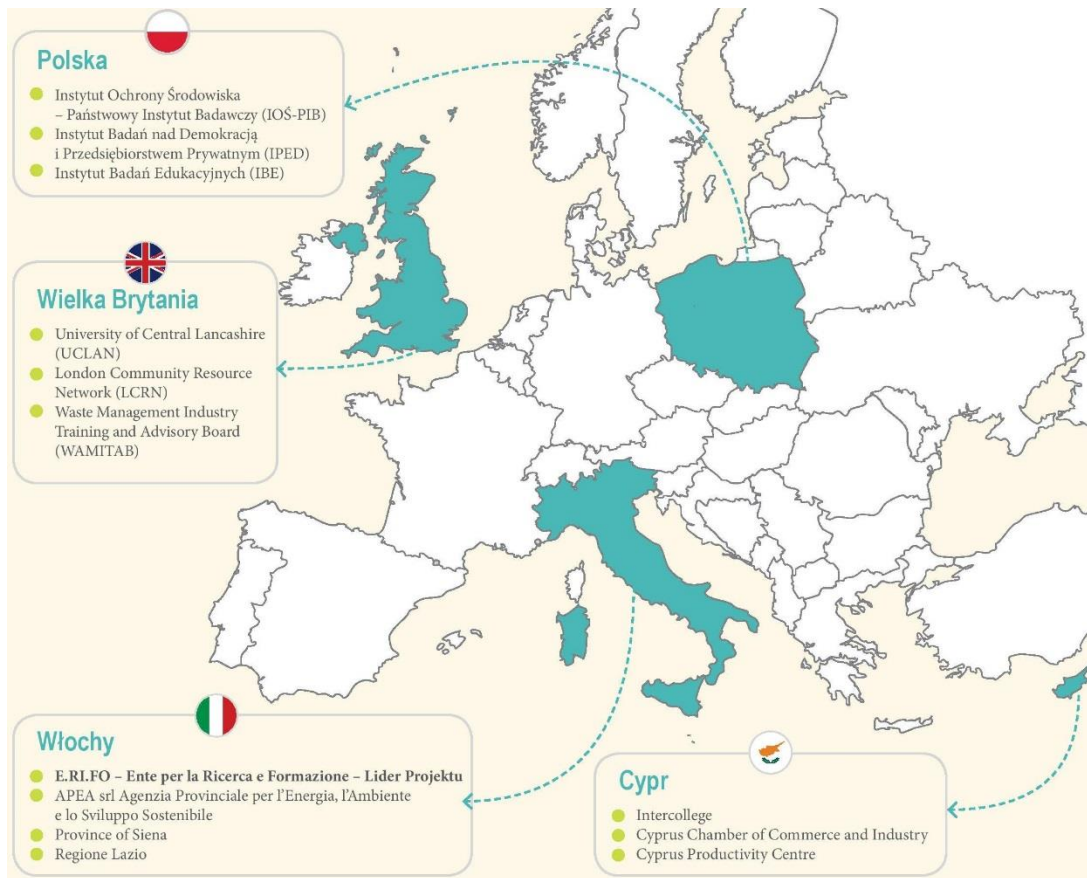 Polska
Instytut Ochrony Środowiska
– Państwowy Instytut Badawczy (IOŚ-PIB)
Instytut Badań nad Demokracją
i Przedsiębiorstwem Prywatnym (IPED)
Instytut Badań Edukacyjnych (IBE)
Wielka Brytania
University of Central Lancashire
(UCLAN)
London Community Resource
Network (LCRN)
Waste Management Industry
Training and Advisory Board
(WAMITAB)
Włochy
E.RI.FO – Ente per la Ricerca e Formazione – Lider Projektu
APEA srl Agenzia Provinciale per l'Energia, l'Ambiente
e lo Sviluppo Sostenibile
Province of Siena
Regione Lazio
Cypr
Intercollege
Cyprus Chamber of Commerce and Industry
Cyprus Productivity Centre